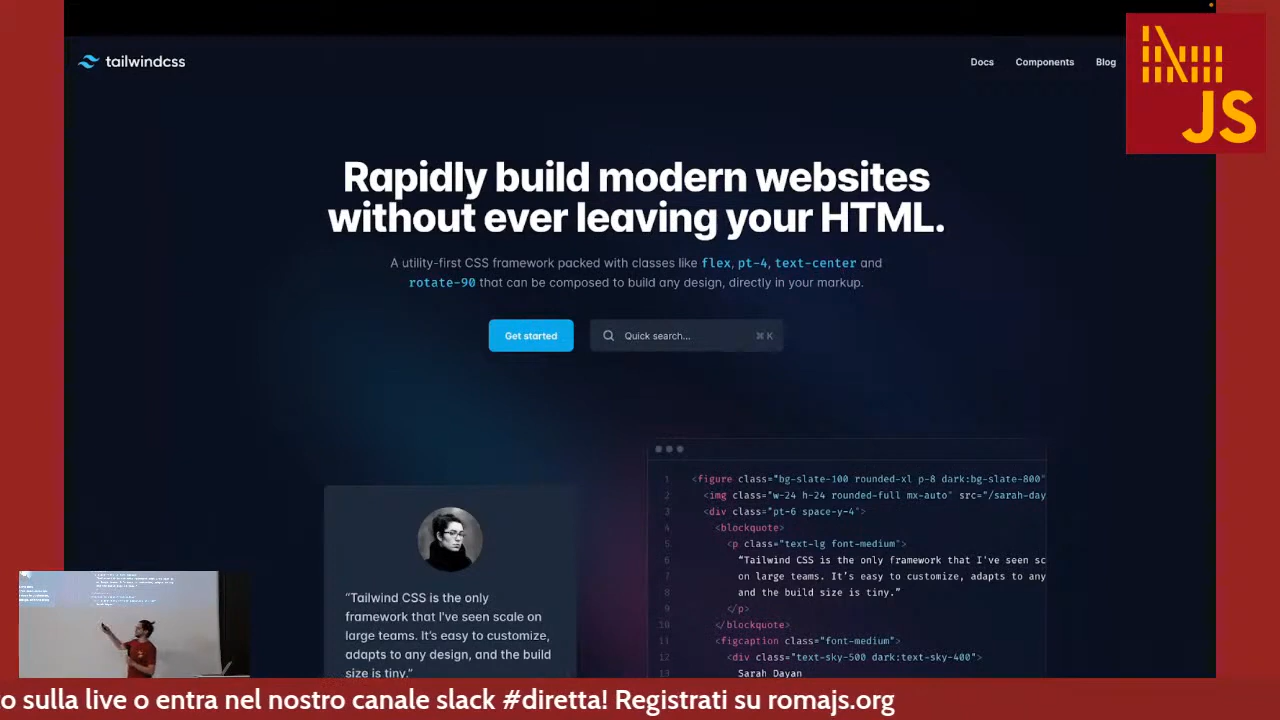 tailwindcss
Docs Components Blog
JS
Rapidly build modern websites
without ever leaving your HTML.
A utility-first CSS framework packed with classes like flex, pt-4, text-center and
rotate-90 that can be composed to build any design, directly in your markup.
Get started
Quick search... ⌘ K
“Tailwind CSS is the only
framework that I've seen scale on
large teams. It’s easy to customize,
adapts to any design, and the build
size is tiny.”
1 <figure class="bg-slate-100 rounded-xl p-8 dark:bg-slate-800"
2 <img class="w-24 h-24 rounded-full mx-auto" src="/sarah-day
3 <div class="pt-6 space-y-4">
4 <blockquote>
5 <p class="text-lg font-medium">
6 “Tailwind CSS is the only framework that I've seen sc
7 on large teams. It’s easy to customize, adapts to any
8 and the build size is tiny.”
9 </p>
10 </blockquote>
11 <figcaption class="font-medium">
12 <div class="text-sky-500 dark:text-sky-400">
13 Sarah Dayan
o sulla live o entra nel nostro canale slack #diretta! Registrati su romajs.org